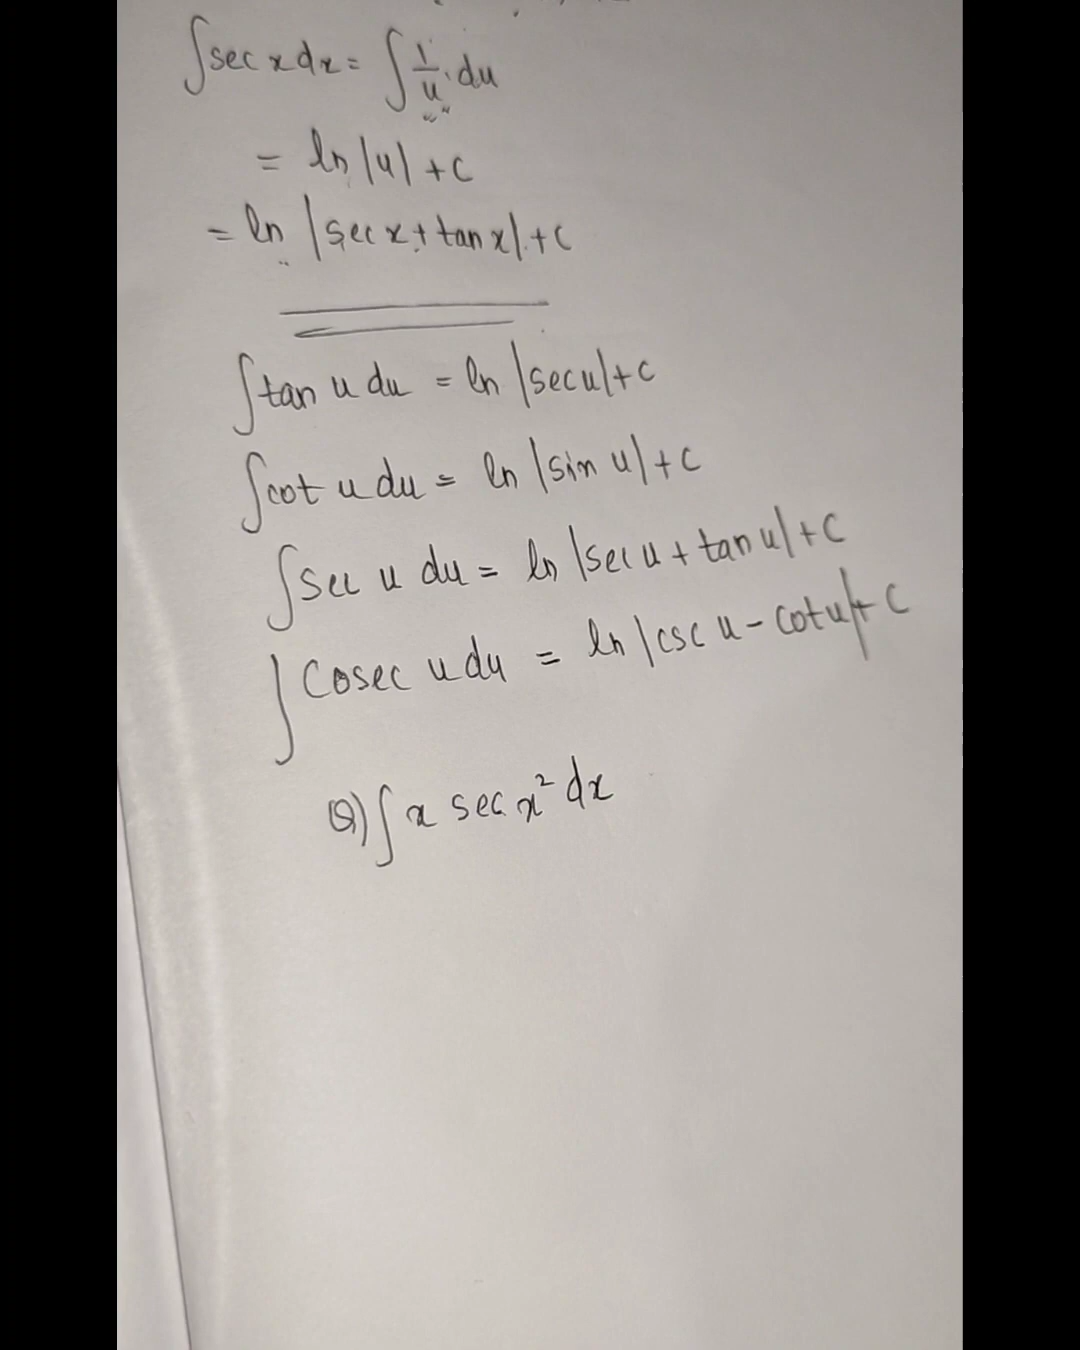 ∫sec x dx = ∫ 1/u . du
= ln |u| + c
= ln |sec x + tan x| + c
∫tan u du = ln |sec u| + c
∫cot u du = ln |sin u| + c
∫sec u du = ln |sec u + tan u| + c
∫Cosec u du = ln |csc u - cot u| + c
Q) ∫ x sec x² dx